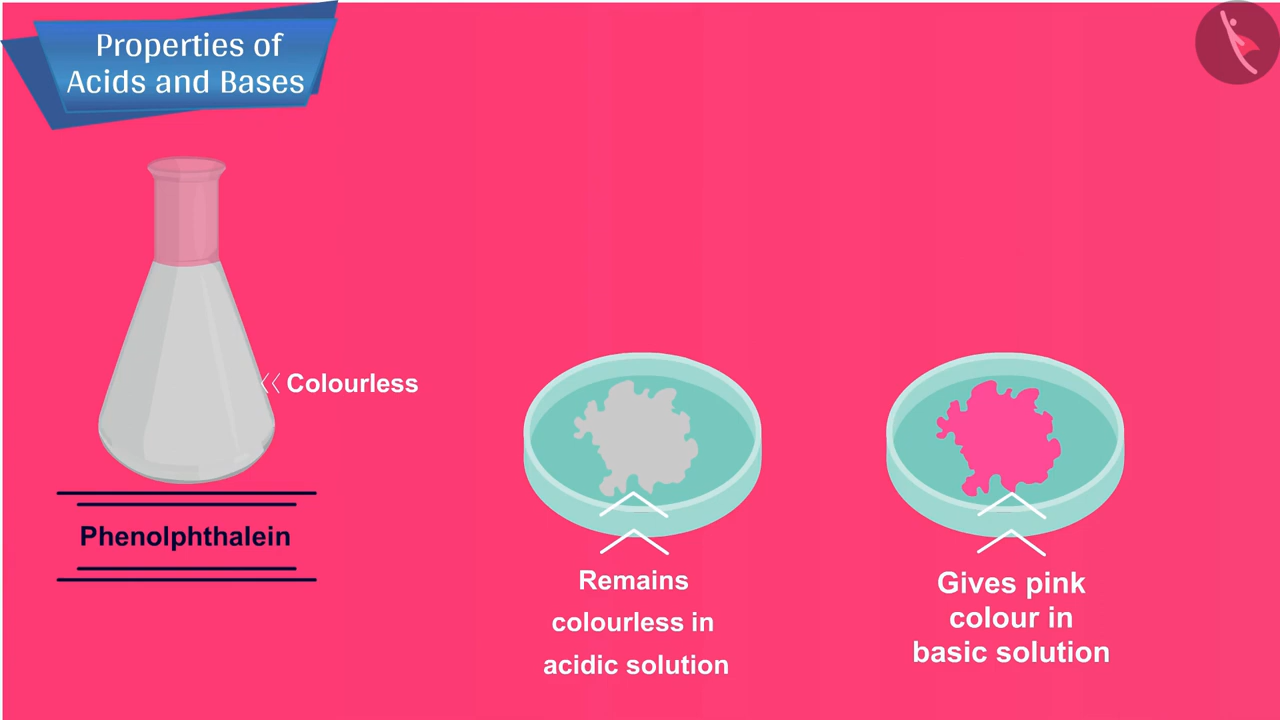 Properties of
Acids and Bases
Colourless
Phenolphthalein
Remains
colourless in
acidic solution
Gives pink
colour in
basic solution